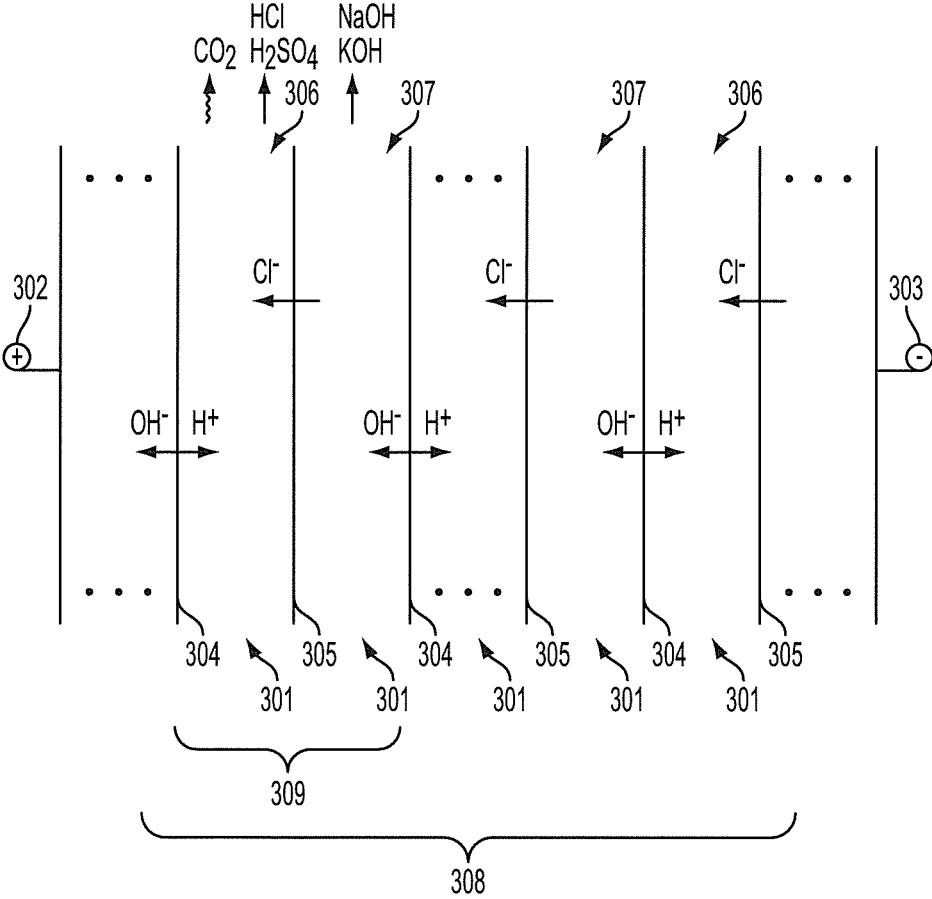 HCl NaOH
CO2 H2SO4 KOH
306 307 307 306
Cl- Cl- Cl-
302 303
+ -
OH- H+ OH- H+ OH- H+
304 305 304 305 304 305
301 301 301 301 301
309
308